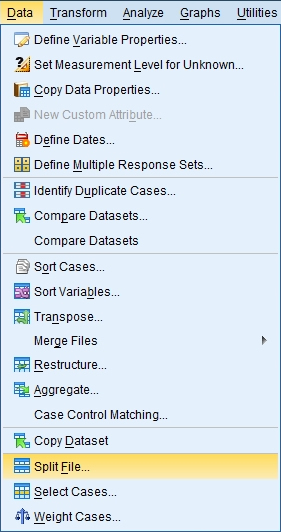 Data Transform Analyze Graphs Utilities
Define Variable Properties...
Set Measurement Level for Unknown...
Copy Data Properties...
New Custom Attribute...
Define Dates...
Define Multiple Response Sets...
Identify Duplicate Cases...
Compare Datasets...
Compare Datasets
Sort Cases...
Sort Variables...
Transpose...
Merge Files
Restructure...
Aggregate...
Case Control Matching...
Copy Dataset
Split File...
Select Cases...
Weight Cases...